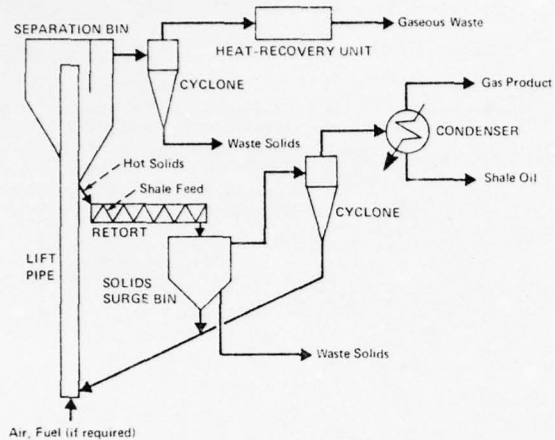 SEPARATION BIN
Gaseous Waste
HEAT-RECOVERY UNIT
CYCLONE
Gas Product
CONDENSER
Waste Solids
Hot Solids
Shale Feed
Shale Oil
RETORT
CYCLONE
LIFT
PIPE
SOLIDS
SURGE BIN
Waste Solids
Air, Fuel (if required)